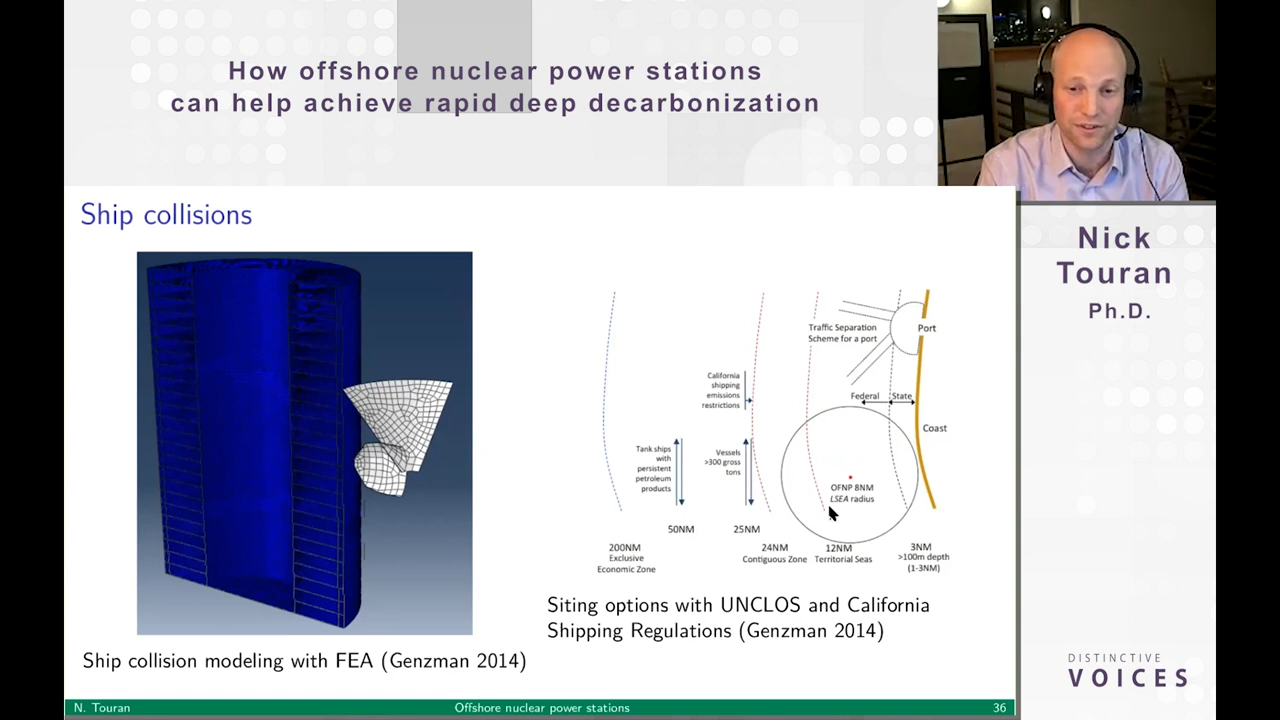 How offshore nuclear power stations
can help achieve rapid deep decarbonization
Nick
Touran
Ph.D.
Ship collisions
Traffic Separation
Scheme for a port
Port
California
shipping
emissions
restrictions
Federal
State
Coast
Tank ships
with
persistent
petroleum
products
Vessels
>300 gross
tons
OFNP 8NM
LSEA radius
50NM
25NM
200NM
Exclusive
Economic Zone
24NM
Contiguous Zone
12NM
Territorial Seas
3NM
>100m depth
(1-3NM)
Siting options with UNCLOS and California
Shipping Regulations (Genzman 2014)
Ship collision modeling with FEA (Genzman 2014)
DISTINCTIVE
VOICES
N. Touran
Offshore nuclear power stations
36